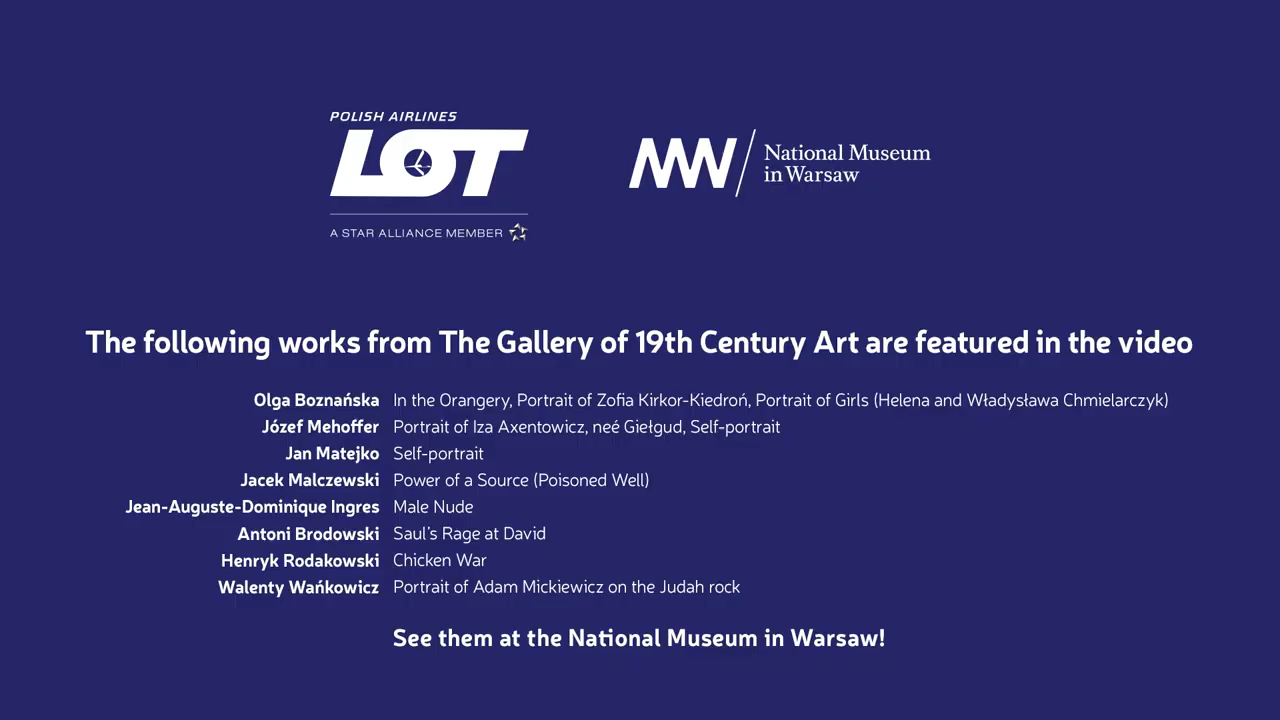 POLISH AIRLINES
LOT
A STAR ALLIANCE MEMBER
MW
National Museum
in Warsaw
The following works from The Gallery of 19th Century Art are featured in the video
Olga Boznańska In the Orangery, Portrait of Zofia Kirkor-Kiedroń, Portrait of Girls (Helena and Władysława Chmielarczyk)
Józef Mehoffer Portrait of Iza Axentowicz, neé Giełgud, Self-portrait
Jan Matejko Self-portrait
Jacek Malczewski Power of a Source (Poisoned Well)
Jean-Auguste-Dominique Ingres Male Nude
Antoni Brodowski Saul's Rage at David
Henryk Rodakowski Chicken War
Walenty Wańkowicz Portrait of Adam Mickiewicz on the Judah rock
See them at the National Museum in Warsaw!